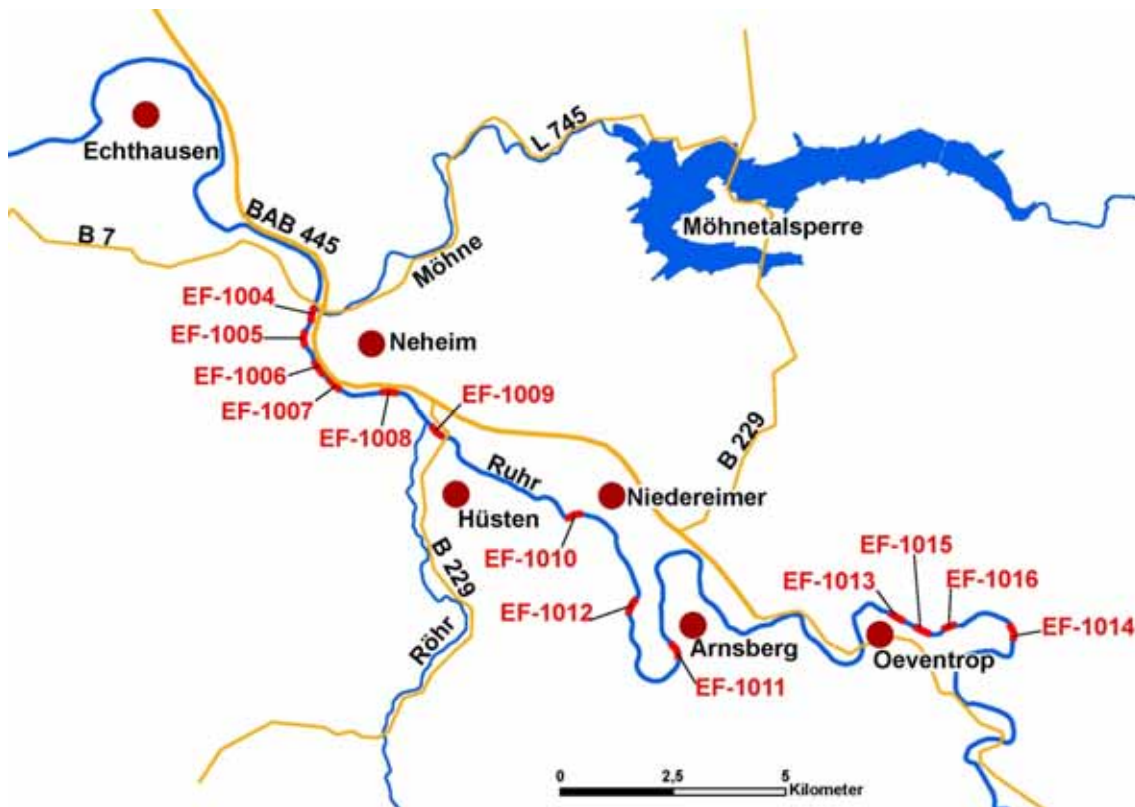 Echthausen
L 745
BAB 445
B 7
Möhne
Möhnetalsperre
EF-1004
EF-1005
Neheim
EF-1006
EF-1007
EF-1009
EF-1008
B 229
Ruhr
Niedereimer
Hüsten
EF-1010
EF-1015
EF-1013
EF-1016
B 229
EF-1012
EF-1014
Röhr
Arnsberg
Oeventrop
EF-1011
0 2,5 5
Kilometer